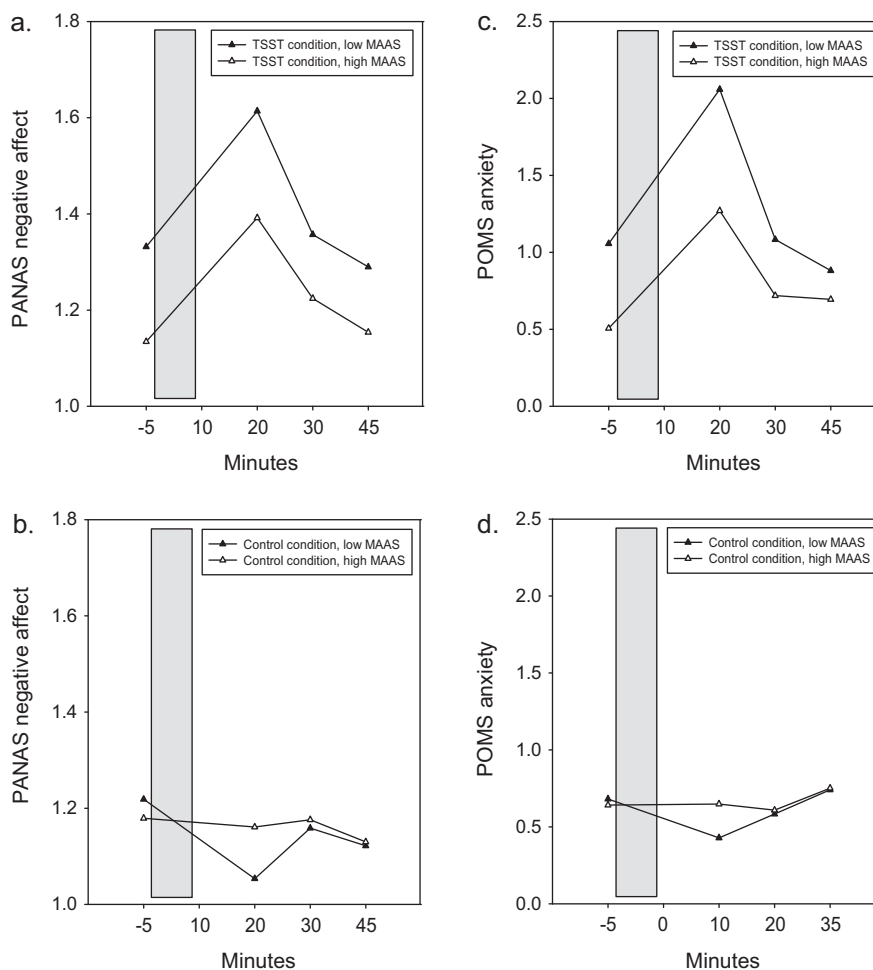 a.
1.8
1.6
1.4
1.2
1.0
PANAS negative affect
TSST condition, low MAAS
TSST condition, high MAAS
-5 10 20 30 45
Minutes
c.
2.5
2.0
1.5
1.0
0.5
0.0
POMS anxiety
TSST condition, low MAAS
TSST condition, high MAAS
-5 10 20 30 45
Minutes
b.
1.8
1.6
1.4
1.2
1.0
PANAS negative affect
Control condition, low MAAS
Control condition, high MAAS
-5 10 20 30 45
Minutes
d.
2.5
2.0
1.5
1.0
0.5
0.0
POMS anxiety
Control condition, low MAAS
Control condition, high MAAS
-5 0 10 20 35
Minutes